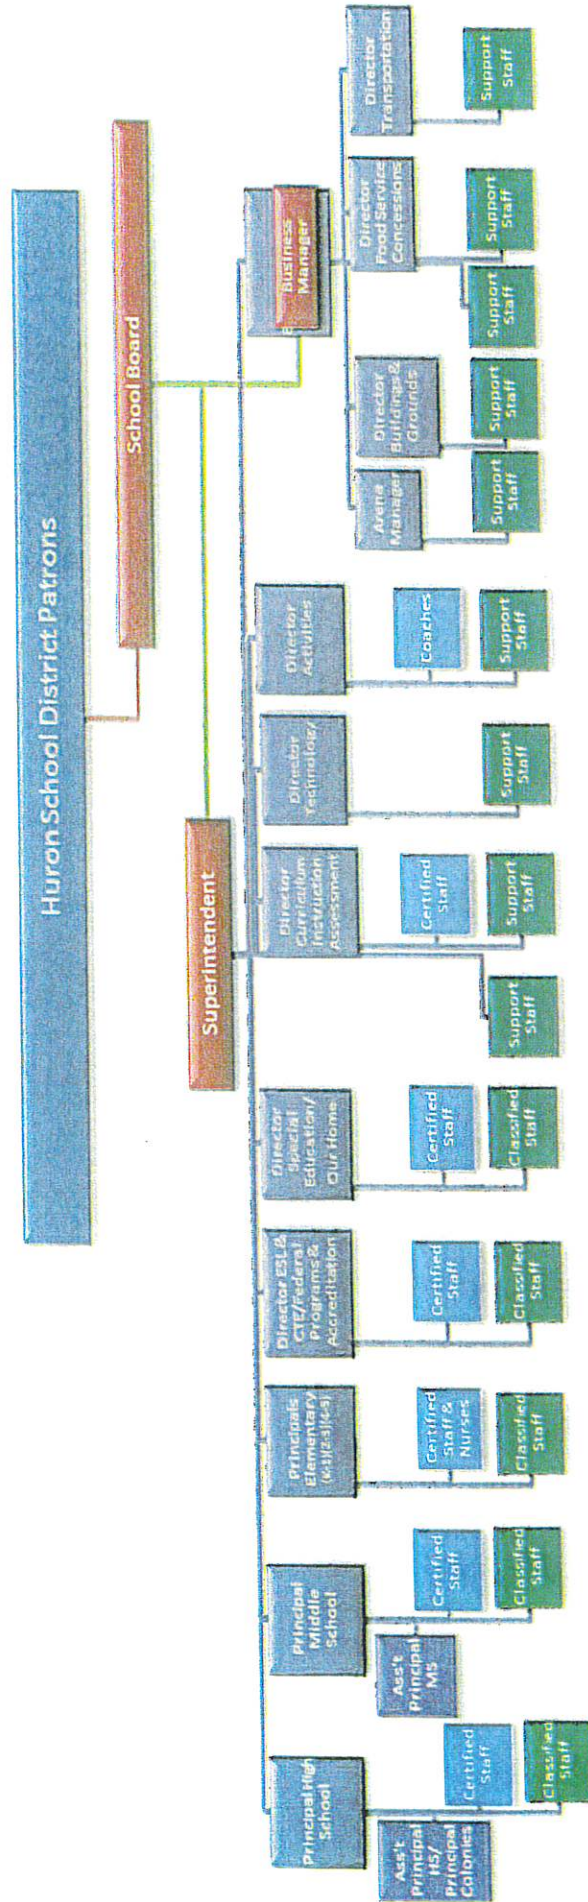 Huron School District Patrons
School Board
Superintendent
Business
Manager
Principal High
School
Principal
Middle
School
Principals
Elementary
(K-1)(2-3)(4-5)
Director ESL &
CTE/Federal
Programs &
Accreditation
Director
Special
Education/
Our Home
Director
Curriculum
Instruction
Assessment
Director
Technology
Director
Activities
Arena
Manager
Director
Buildings &
Grounds
Director
Food Service
Concessions
Director
Transportation
Ass't
Principal
HS/
Principal
Colonies
Certified
Staff
Classified
Staff
Ass't
Principal
MS
Certified
Staff
Classified
Staff
Certified
Staff &
Nurses
Classified
Staff
Certified
Staff
Classified
Staff
Certified
Staff
Classified
Staff
Support
Staff
Certified
Staff
Support
Staff
Support
Staff
Coaches
Support
Staff
Support
Staff
Support
Staff
Support
Staff
Support
Staff
Support
Staff